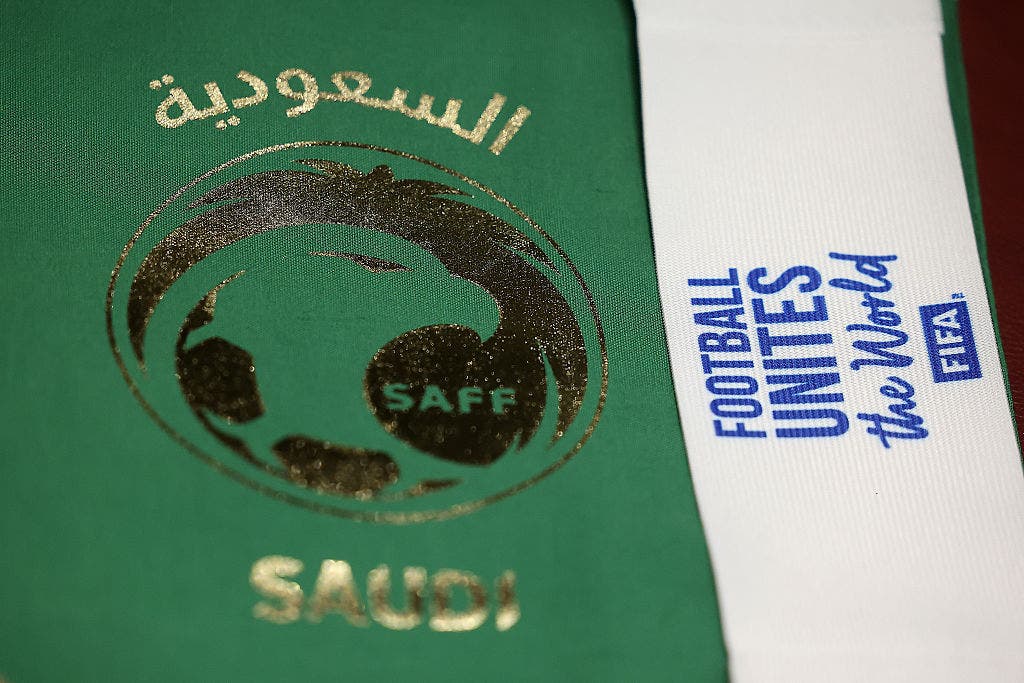 السعودية
SAFF
SAUDI
FOOTBALL
UNITES
the World
FIFA